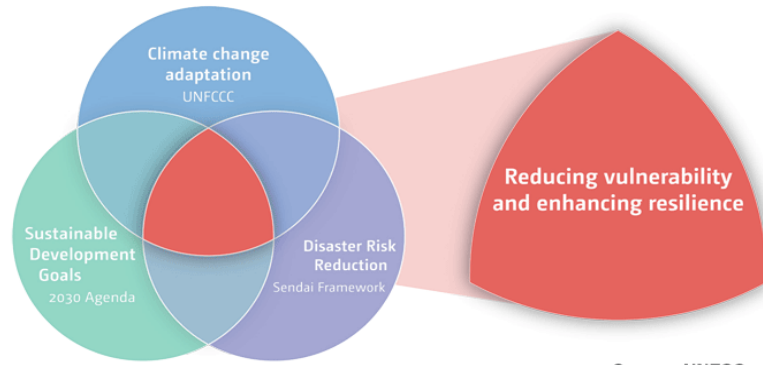 Climate change
adaptation
UNFCCC
Sustainable
Development
Goals
2030 Agenda
Disaster Risk
Reduction
Sendai Framework
Reducing vulnerability
and enhancing resilience